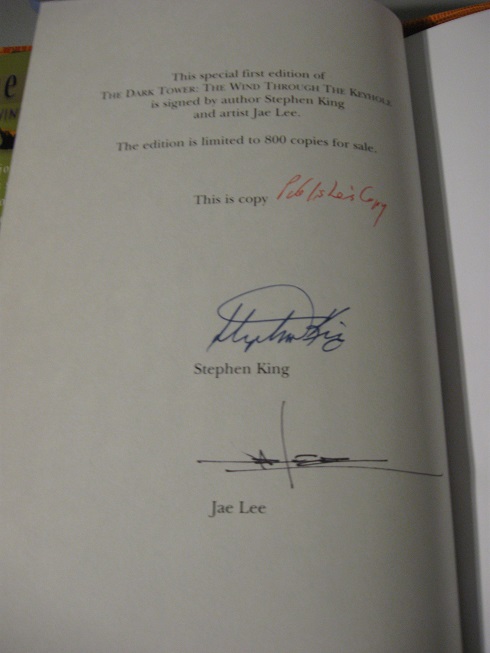 This special first edition of
THE DARK TOWER: THE WIND THROUGH THE KEYHOLE
is signed by author Stephen King
and artist Jae Lee.
The edition is limited to 800 copies for sale.
This is copy Publisher's Copy
Stephen King
Stephen King
Jae Lee